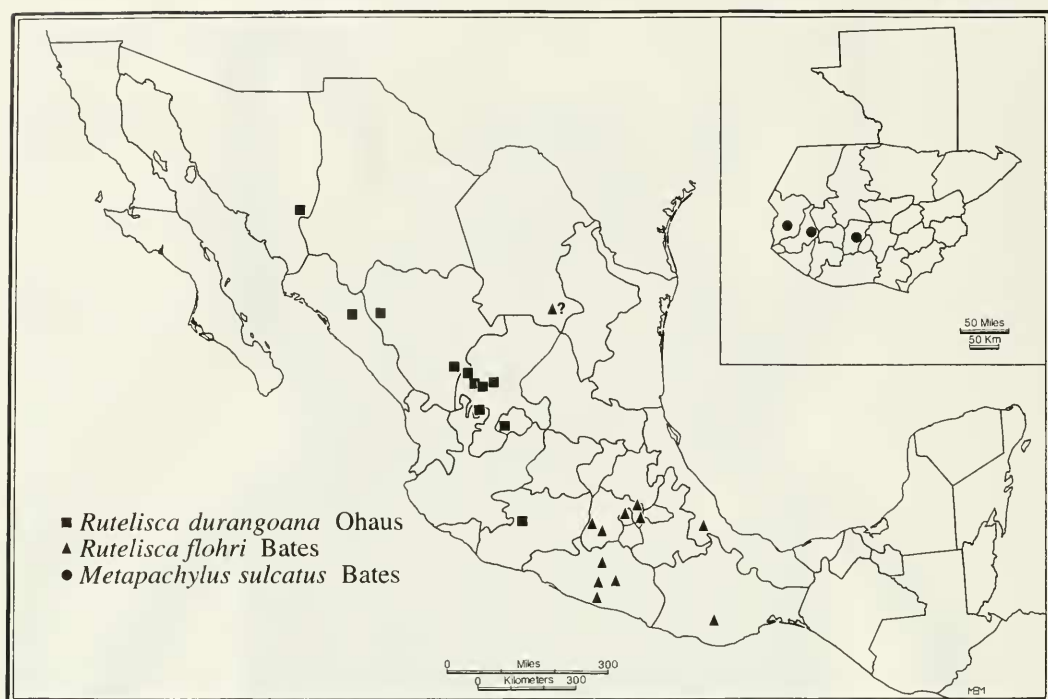 ?
50 Miles
50 Km
■ Rutelisca durangoana Ohaus
▲ Rutelisca flohri Bates
● Metapachylus sulcatus Bates
0 Miles 300
0 Kilometers 300
MEM